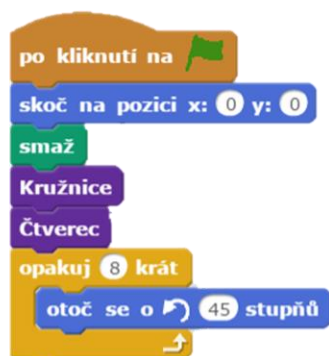 po kliknutí na
skoč na pozici x: 0 y: 0
smaž
Kružnice
Čtverec
opakuj 8 krát
otoč se o 45 stupňů